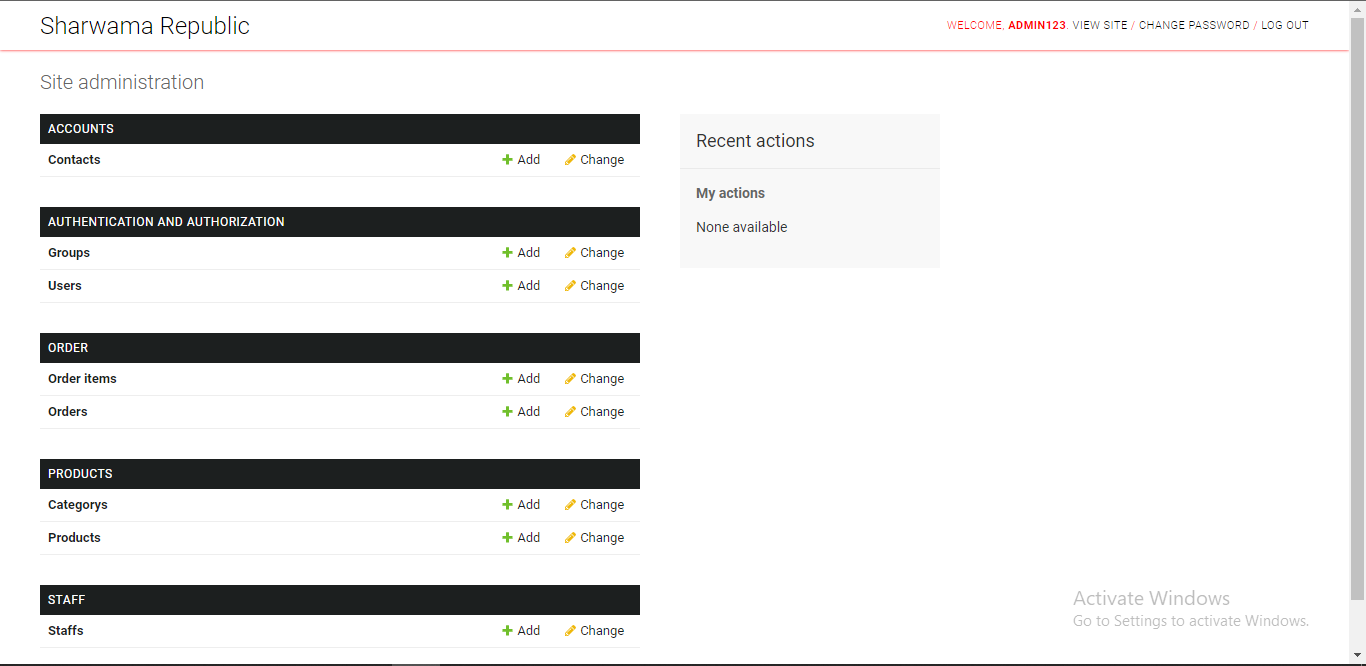 Sharwama Republic
WELCOME, ADMIN123. VIEW SITE / CHANGE PASSWORD / LOG OUT
Site administration
ACCOUNTS
Contacts Add Change
AUTHENTICATION AND AUTHORIZATION
Groups Add Change
Users Add Change
ORDER
Order items Add Change
Orders Add Change
PRODUCTS
Categorys Add Change
Products Add Change
STAFF
Staffs Add Change
Recent actions
My actions
None available
Activate Windows
Go to Settings to activate Windows.